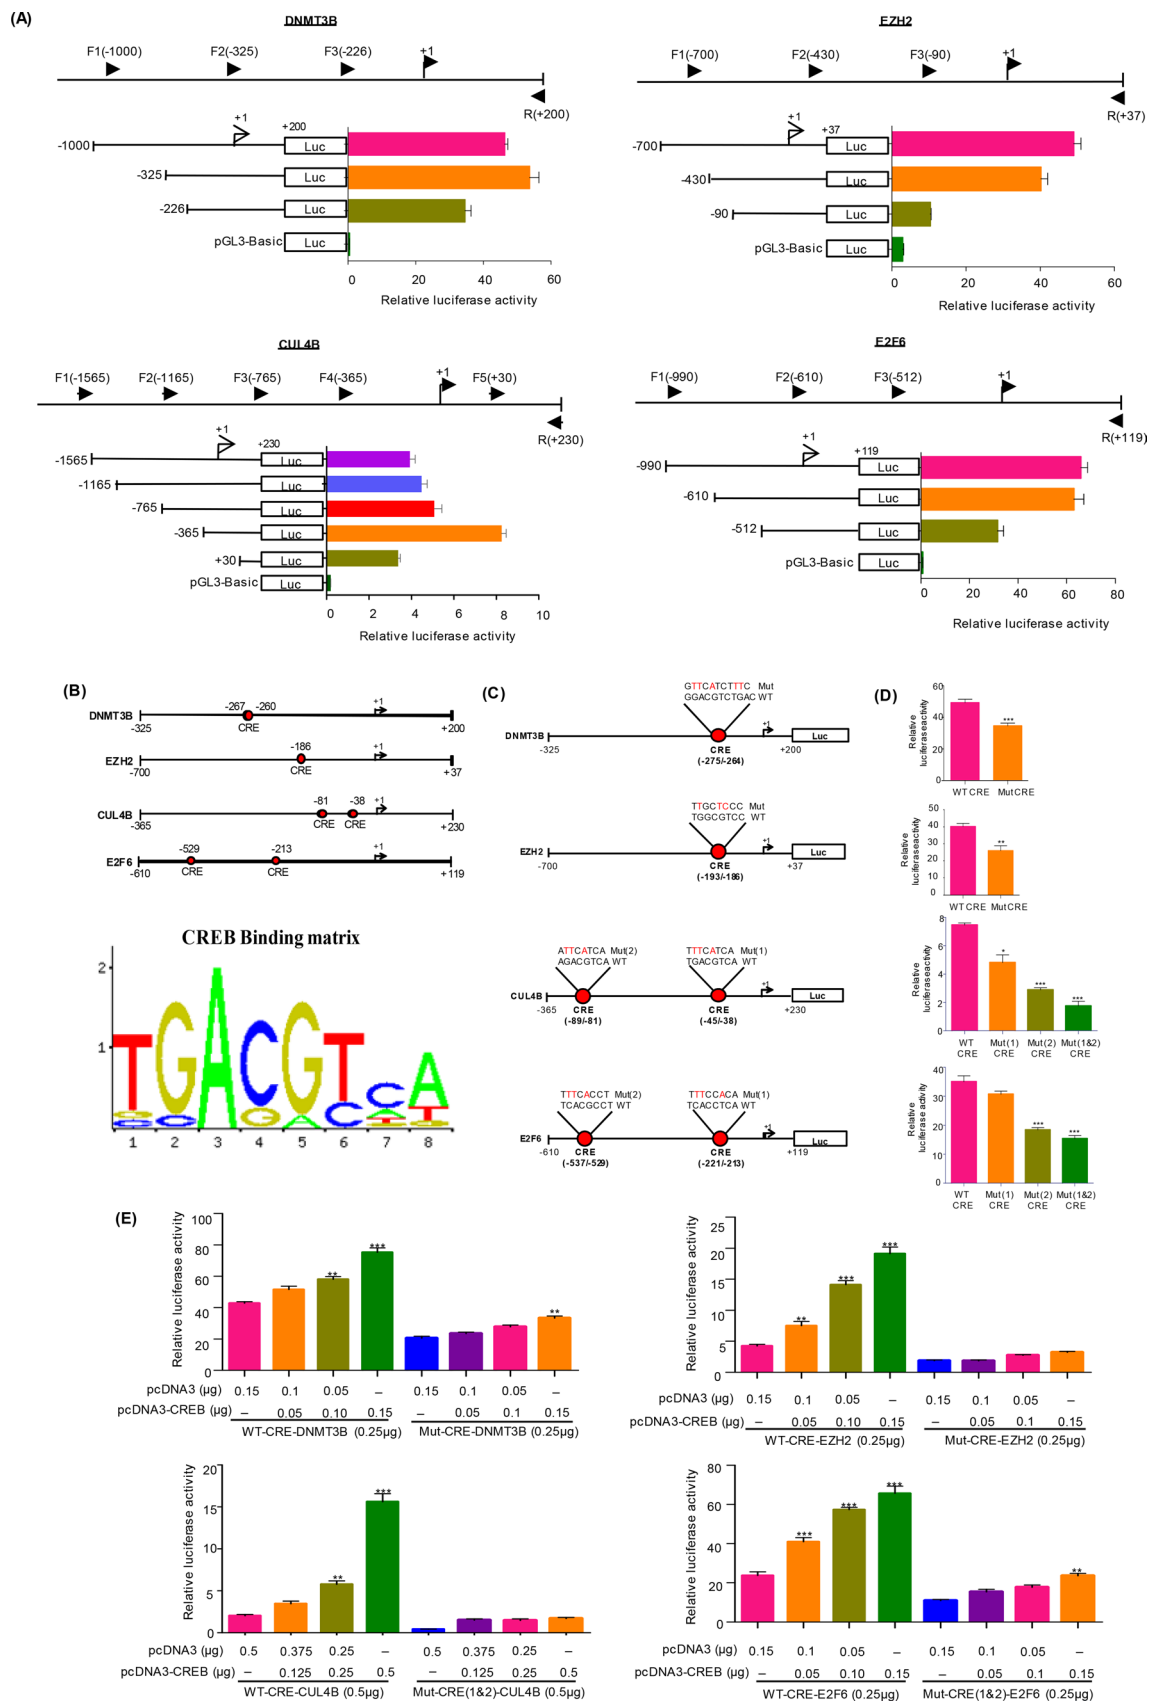 (A)
DNMT3B
F1(-1000) F2(-325) F3(-226) +1
R(+200)
+1 +200
-1000 Luc
-325 Luc
-226 Luc
pGL3-Basic Luc
0 20 40 60
Relative luciferase activity
EZH2
F1(-700) F2(-430) F3(-90) +1
R(+37)
+1 +37
-700 Luc
-430 Luc
-90 Luc
pGL3-Basic Luc
0 20 40 60
Relative luciferase activity
CUL4B
F1(-1565) F2(-1165) F3(-765) F4(-365) +1 F5(+30)
R(+230)
+1 +230
-1565 Luc
-1165 Luc
-765 Luc
-365 Luc
+30 Luc
pGL3-Basic Luc
0 2 4 6 8 10
Relative luciferase activity
E2F6
F1(-990) F2(-610) F3(-512) +1
R(+119)
+1 +119
-990 Luc
-610 Luc
-512 Luc
pGL3-Basic Luc
0 20 40 60 80
Relative luciferase activity
(B)
-267 -260 +1
DNMT3B
-325 CRE +200
-186 +1
EZH2
-700 CRE +37
-81 -38 +1
CUL4B
-365 CRE CRE +230
-529 -213 +1
E2F6
-610 CRE CRE +119
CREB Binding matrix
2
1
TGACGT A
1 2 3 4 5 6 7 8
(C)
GTTCATCTTTC Mut
GGACGTCTGAC WT
+1
DNMT3B Luc
-325 CRE +200
(-275/-264)
TTGCTCCC Mut
TGGCGTCC WT
+1
EZH2 Luc
-700 CRE +37
(-193/-186)
ATTCATCA Mut(2) TTTCATCA Mut(1)
AGACGTCA WT TGACGTCA WT
+1
CUL4B Luc
-365 CRE CRE +230
(-89/-81) (-45/-38)
TTTCACCT Mut(2) TTTCCACA Mut(1)
TCACGCCT WT TCACCTCA WT
+1
E2F6 Luc
-610 CRE CRE +119
(-537/-529) (-221/-213)
(D)
Relative luciferase activity
60
40
20
0
***
WT CRE Mut CRE
Relative luciferase activity
50
40
30
20
10
0
**
WT CRE Mut CRE
Relative luciferase activity
8
6
4
2
0
* *** ***
WT Mut(1) Mut(2) Mut(1&2)
CRE CRE CRE CRE
Relative luciferase activity
40
30
20
10
0
*** ***
WT Mut(1) Mut(2) Mut(1&2)
CRE CRE CRE CRE
(E)
Relative luciferase activity
100
80
60
40
20
0
** *** **
pcDNA3 (µg) 0.15 0.1 0.05 – 0.15 0.1 0.05 –
pcDNA3-CREB (µg) – 0.05 0.10 0.15 – 0.05 0.1 0.15
WT-CRE-DNMT3B (0.25µg) Mut-CRE-DNMT3B (0.25µg)
Relative luciferase activity
25
20
15
10
5
0
** *** ***
pcDNA3 (µg) 0.15 0.1 0.05 – 0.15 0.1 0.05 –
pcDNA3-CREB (µg) – 0.05 0.10 0.15 – 0.05 0.1 0.15
WT-CRE-EZH2 (0.25µg) Mut-CRE-EZH2 (0.25µg)
Relative luciferase activity
20
15
10
5
0
** ***
pcDNA3 (µg) 0.5 0.375 0.25 – 0.5 0.375 0.25 –
pcDNA3-CREB (µg) – 0.125 0.25 0.5 – 0.125 0.25 0.5
WT-CRE-CUL4B (0.5µg) Mut-CRE(1&2)-CUL4B (0.5µg)
Relative luciferase activity
80
60
40
20
0
*** *** *** **
pcDNA3 (µg) 0.15 0.1 0.05 – 0.15 0.1 0.05 –
pcDNA3-CREB (µg) – 0.05 0.10 0.15 – 0.05 0.1 0.15
WT-CRE-E2F6 (0.25µg) Mut-CRE(1&2)-E2F6 (0.25µg)